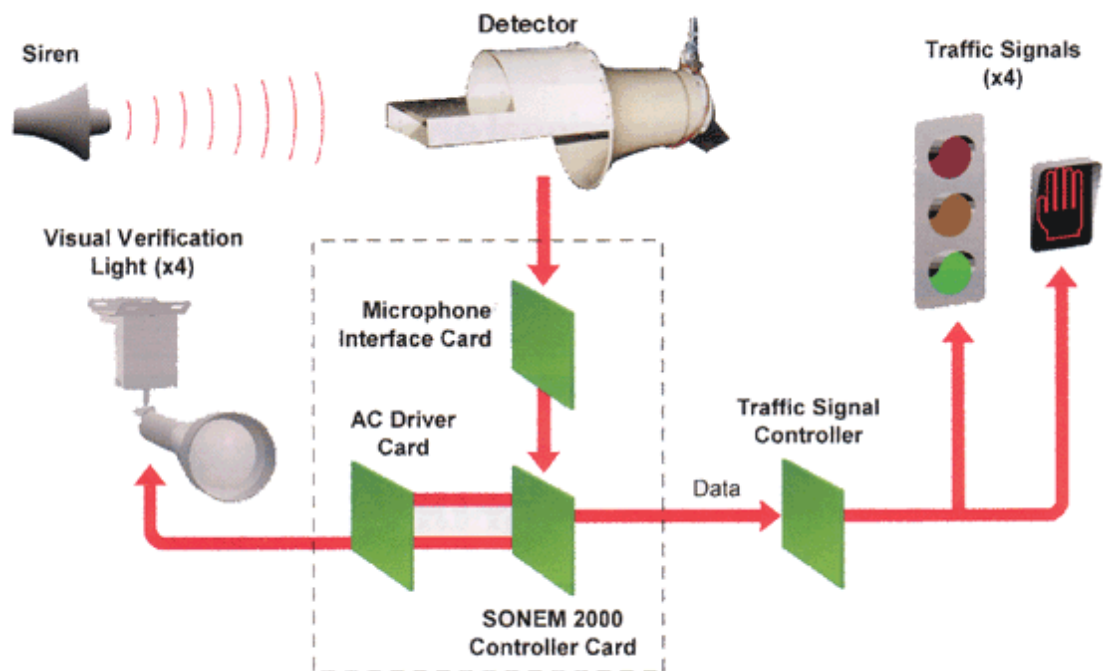 Siren
Detector
Traffic Signals
(x4)
Visual Verification
Light (x4)
Microphone
Interface Card
AC Driver
Card
Traffic Signal
Controller
Data
SONEM 2000
Controller Card